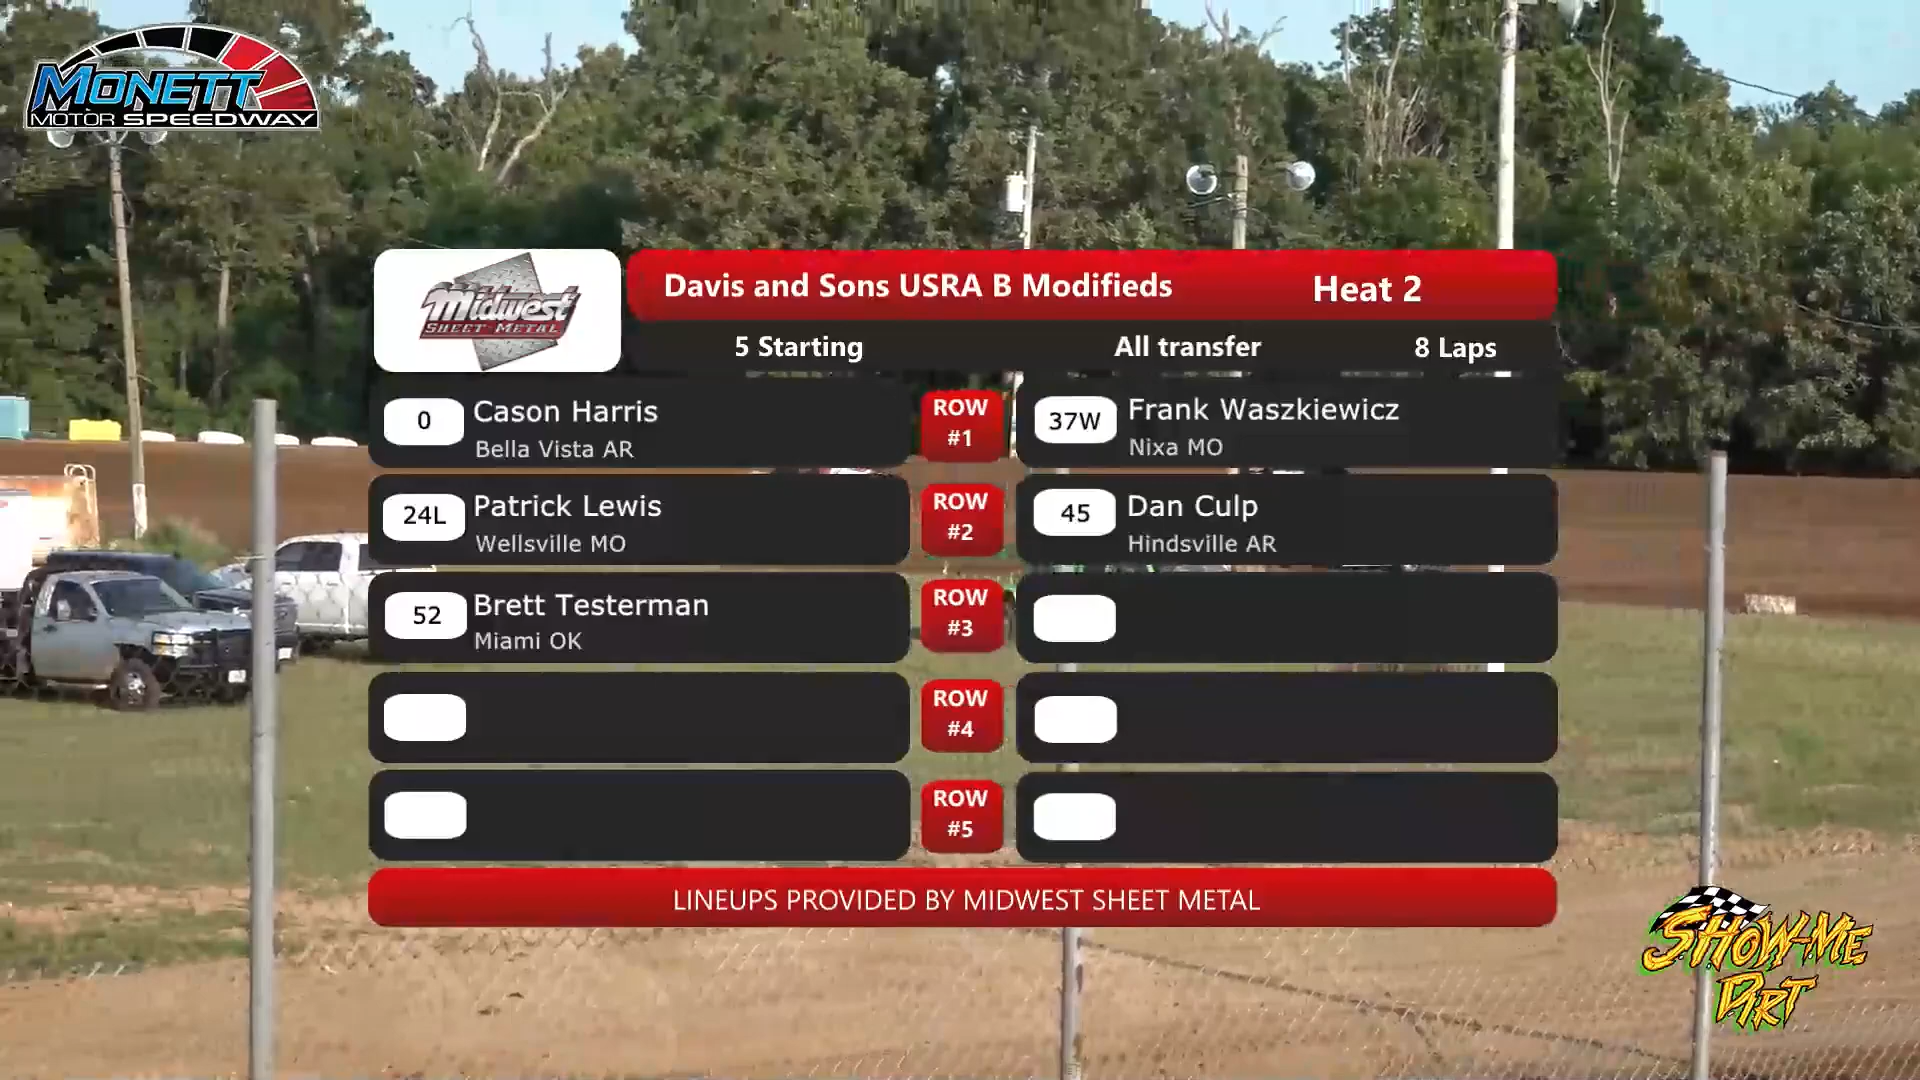 MONETT
MOTOR SPEEDWAY
Midwest
SHEET METAL
Davis and Sons USRA B Modifieds
Heat 2
5 Starting
All transfer
8 Laps
0
Cason Harris
Bella Vista AR
ROW
#1
37W
Frank Waszkiewicz
Nixa MO
24L
Patrick Lewis
Wellsville MO
ROW
#2
45
Dan Culp
Hindsville AR
52
Brett Testerman
Miami OK
ROW
#3
ROW
#4
ROW
#5
LINEUPS PROVIDED BY MIDWEST SHEET METAL
SHOW-ME
DIRT